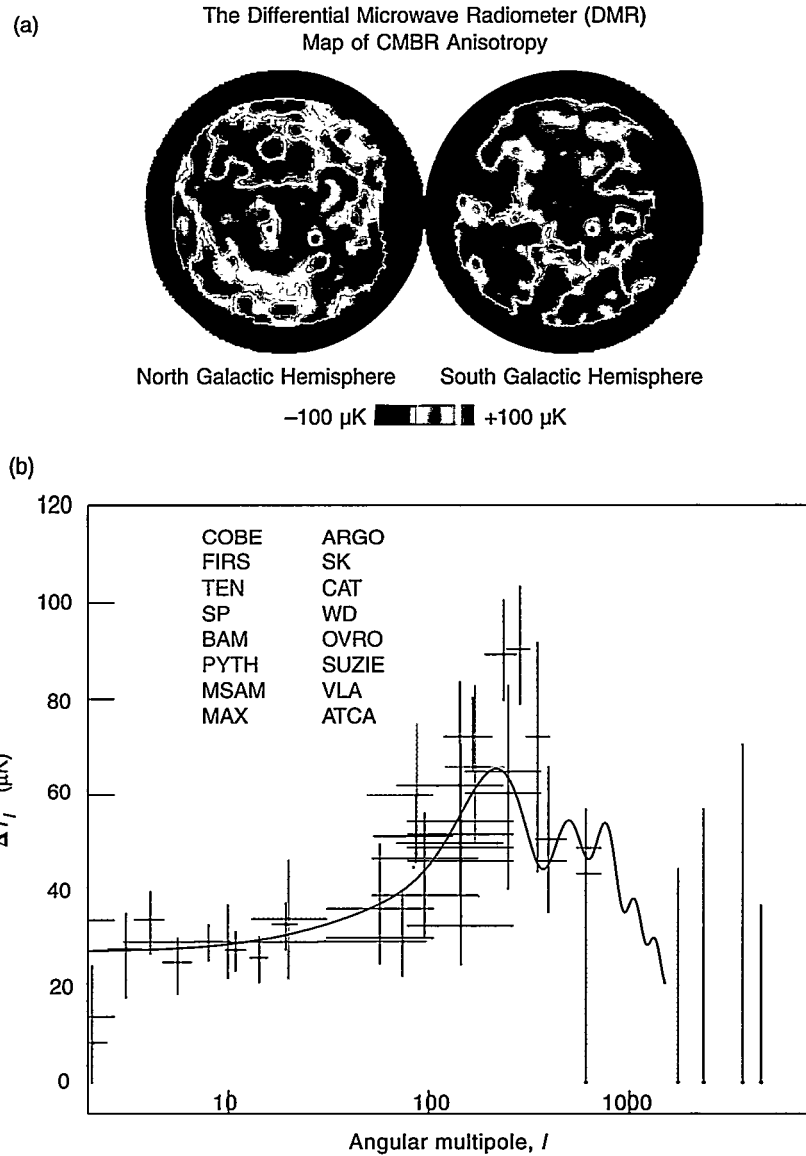 (a)
The Differential Microwave Radiometer (DMR)
Map of CMBR Anisotropy
North Galactic Hemisphere South Galactic Hemisphere
–100 μK +100 μK
(b)
120
100
80
60
40
20
0
ΔT_l (μK)
COBE ARGO
FIRS SK
TEN CAT
SP WD
BAM OVRO
PYTH SUZIE
MSAM VLA
MAX ATCA
10 100 1000
Angular multipole, l